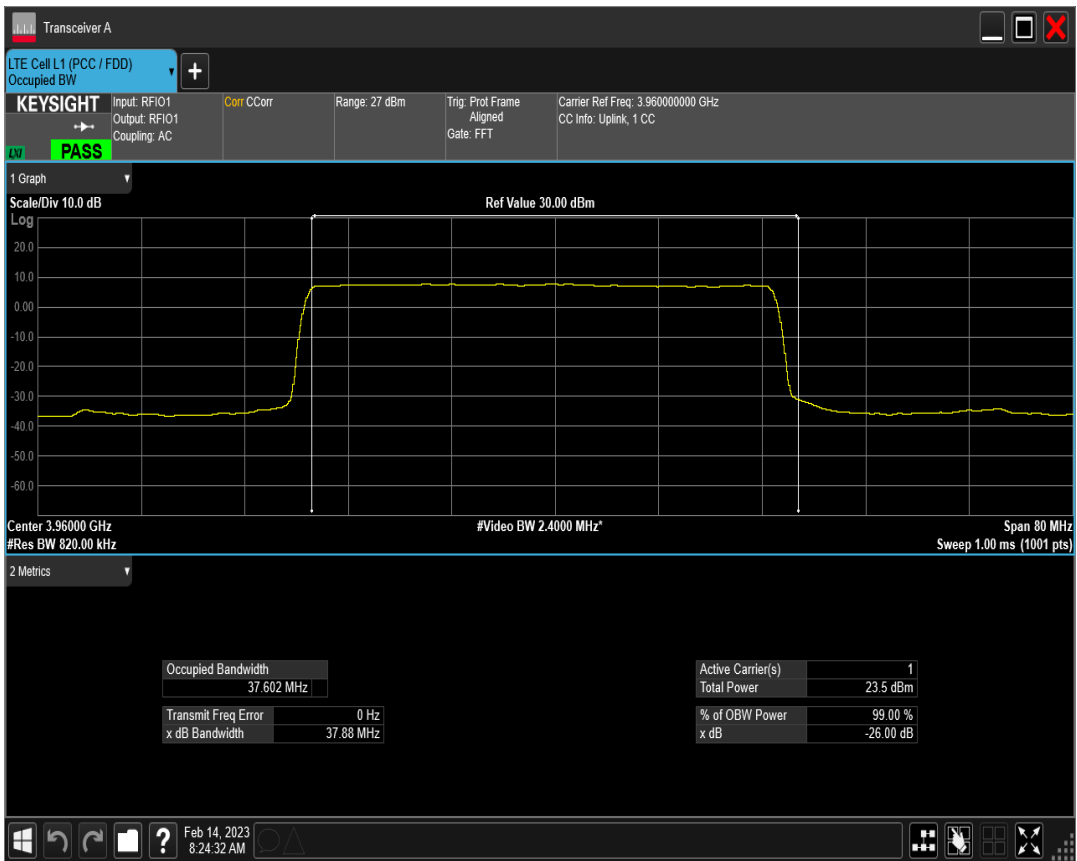 Transceiver A
LTE Cell L1 (PCC / FDD)
Occupied BW
KEYSIGHT
LXI
PASS
Input: RFIO1
Output: RFIO1
Coupling: AC
Corr CCorr
Range: 27 dBm
Trig: Prot Frame
Aligned
Gate: FFT
Carrier Ref Freq: 3.960000000 GHz
CC Info: Uplink, 1 CC
1 Graph
Scale/Div 10.0 dB
Ref Value 30.00 dBm
Log
20.0
10.0
0.00
-10.0
-20.0
-30.0
-40.0
-50.0
-60.0
Center 3.96000 GHz
#Video BW 2.4000 MHz*
Span 80 MHz
#Res BW 820.00 kHz
Sweep 1.00 ms (1001 pts)
2 Metrics
Occupied Bandwidth
37.602 MHz
Transmit Freq Error 0 Hz
x dB Bandwidth 37.88 MHz
Active Carrier(s) 1
Total Power 23.5 dBm
% of OBW Power 99.00 %
x dB -26.00 dB
?
Feb 14, 2023
8:24:32 AM